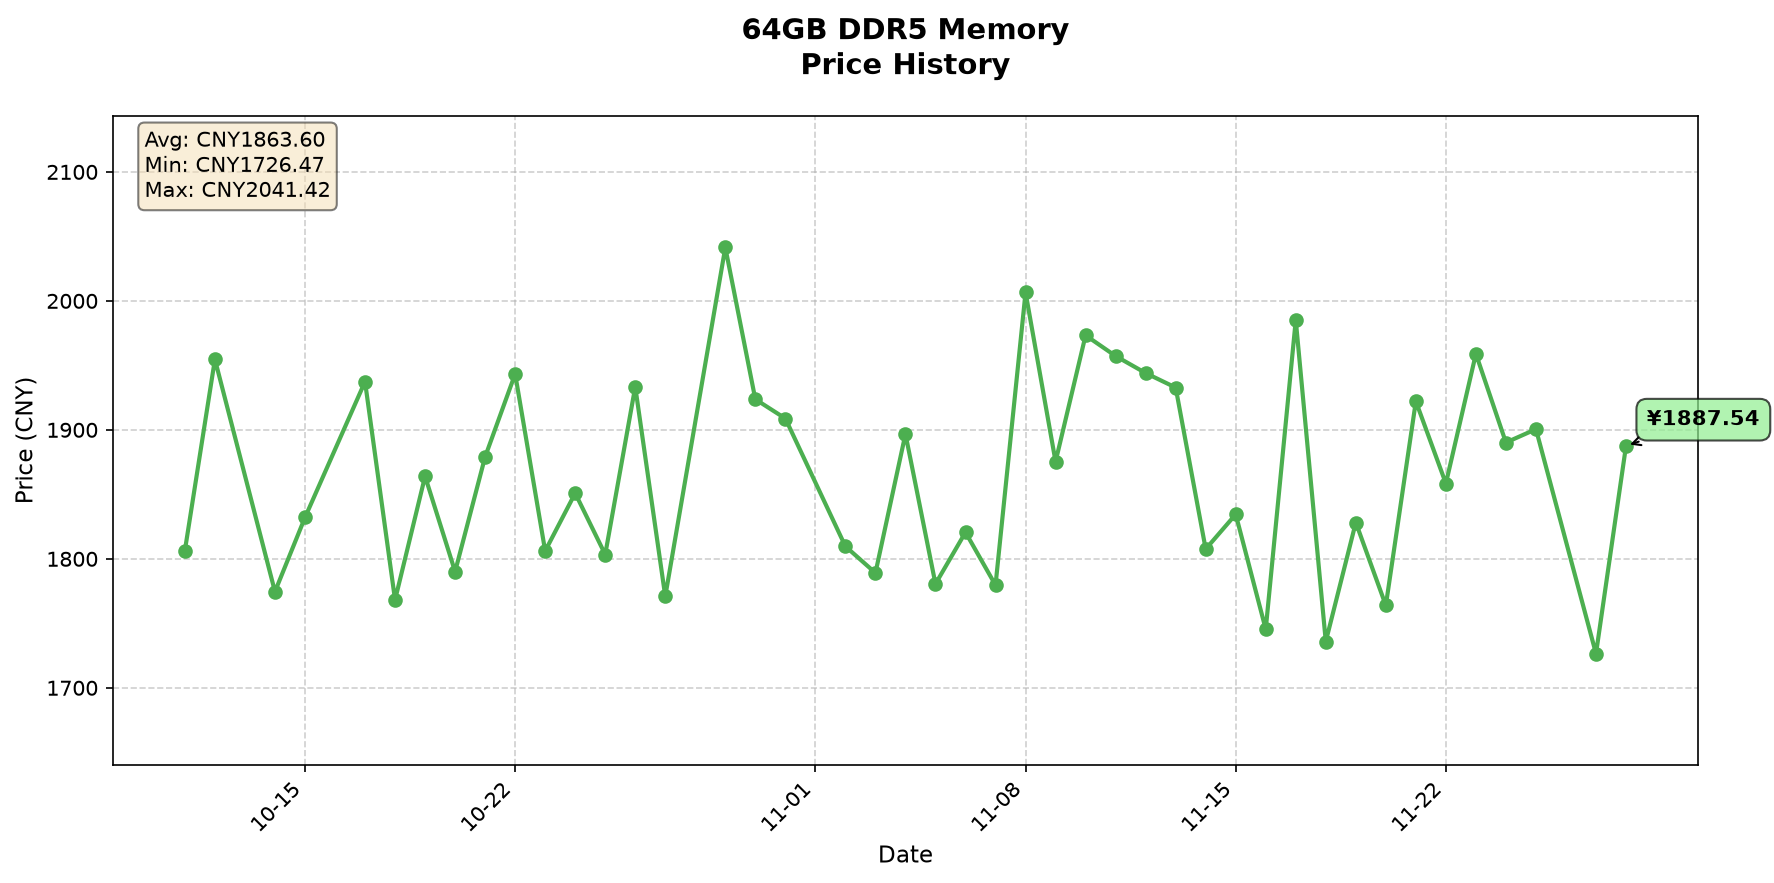 64GB DDR5 Memory
Price History
Avg: CNY1863.60
Min: CNY1726.47
Max: CNY2041.42
2100
2000
1900
1800
1700
Price (CNY)
¥1887.54
10-15
10-22
11-01
11-08
11-15
11-22
Date